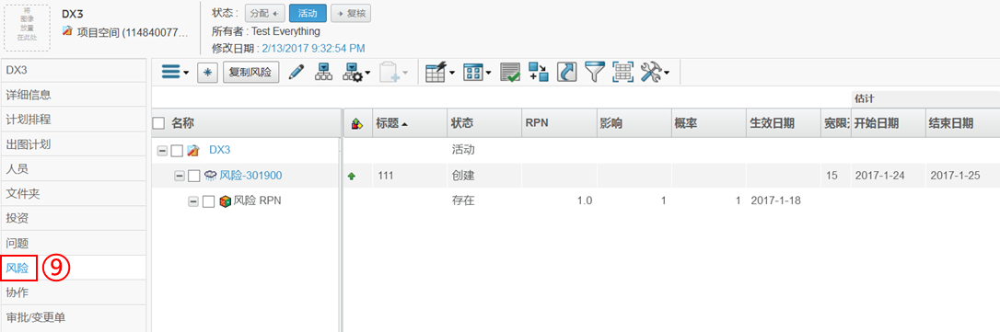 将
图像
放置
在此处
DX3
项目空间 (114840077...
状态 : 分配 活动 复核
所有者 : Test Everything
修改日期 : 2/13/2017 9:32:54 PM
DX3
详细信息
计划排程
出图计划
人员
文件夹
投资
问题
风险 ⑨
协作
审批/变更单
复制风险
估计
名称 标题 状态 RPN 影响 概率 生效日期 宽限 开始日期 结束日期
DX3 活动
风险-301900 111 创建 15 2017-1-24 2017-1-25
风险 RPN 存在 1.0 1 1 2017-1-18